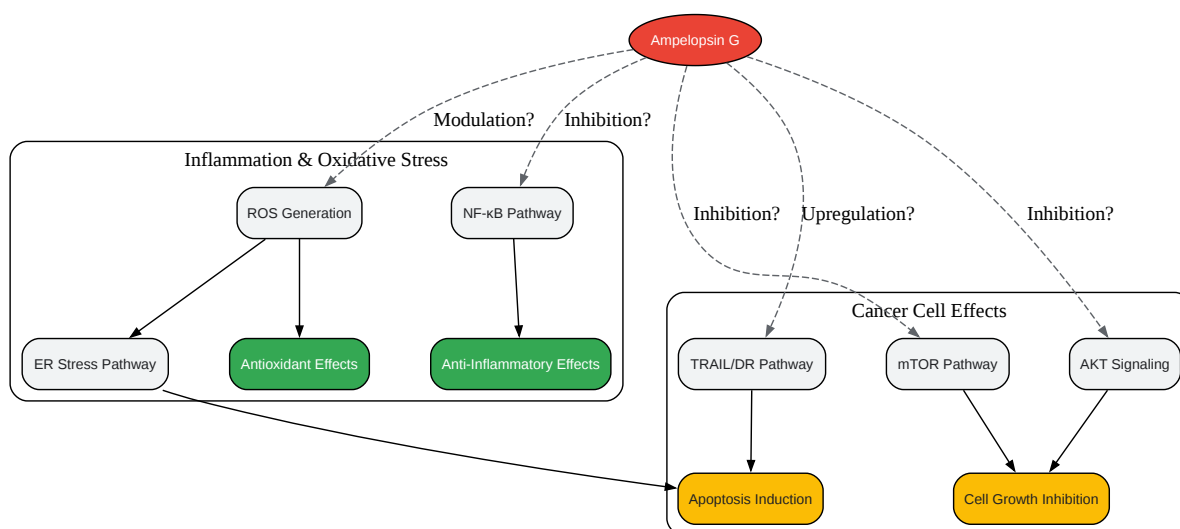 Ampelopsin G
Modulation?
Inhibition?
Inflammation & Oxidative Stress
ROS Generation
NF-κB Pathway
Inhibition?
Upregulation?
Inhibition?
Cancer Cell Effects
ER Stress Pathway
Antioxidant Effects
Anti-Inflammatory Effects
TRAIL/DR Pathway
mTOR Pathway
AKT Signaling
Apoptosis Induction
Cell Growth Inhibition